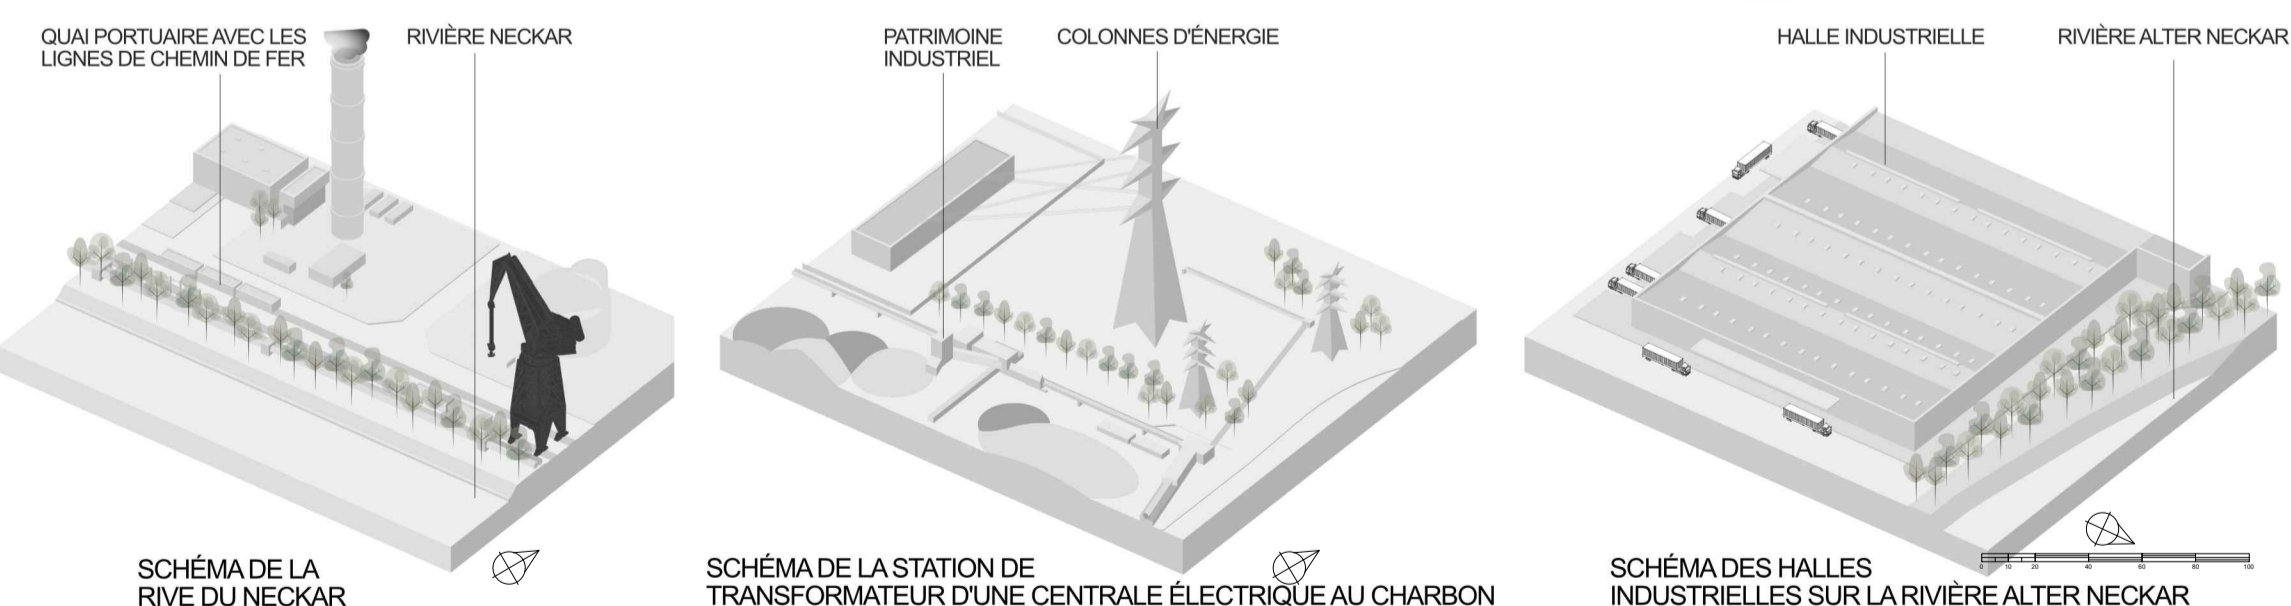 QUAI PORTUAIRE AVEC LES
LIGNES DE CHEMIN DE FER
RIVIÈRE NECKAR
SCHÉMA DE LA
RIVE DU NECKAR
PATRIMOINE
INDUSTRIEL
COLONNES D'ÉNERGIE
SCHÉMA DE LA STATION DE
TRANSFORMATEUR D'UNE CENTRALE ÉLECTRIQUE AU CHARBON
HALLE INDUSTRIELLE
RIVIÈRE ALTER NECKAR
0 10 20 40 60 80 100
SCHÉMA DES HALLES
INDUSTRIELLES SUR LA RIVIÈRE ALTER NECKAR